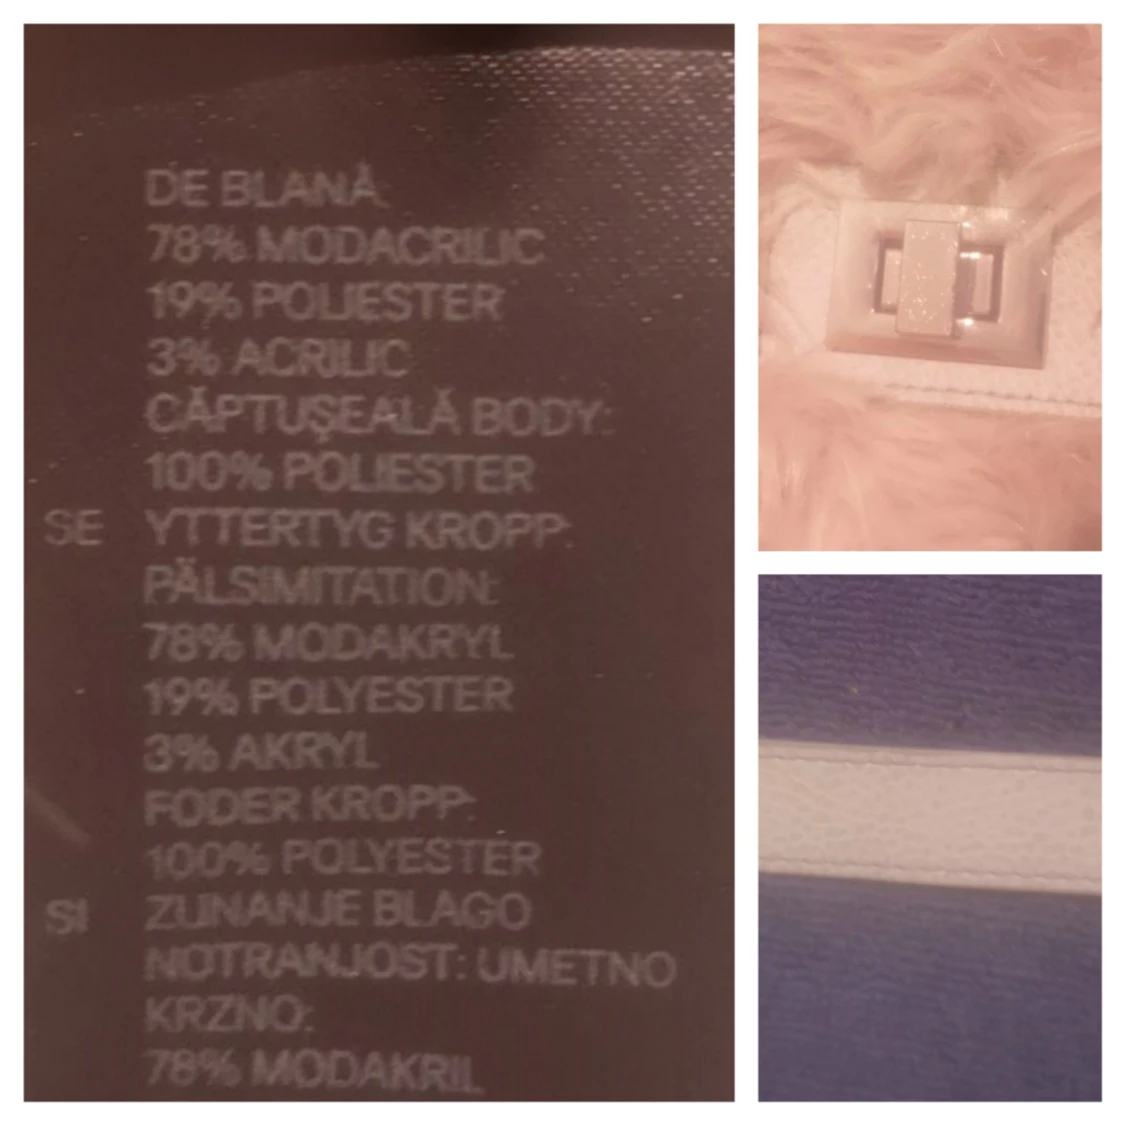 DE BLANĂ
78% MODACRILIC
19% POLIESTER
3% ACRILIC
CĂPTUŞEALĂ BODY:
100% POLIESTER
SE YTTERTYG KROPP:
PÄLSIMITATION:
78% MODAKRYL
19% POLYESTER
3% AKRYL
FODER KROPP:
100% POLYESTER
SI ZUNANJE BLAGO
NOTRANJOST: UMETNO
KRZNO:
78% MODAKRIL